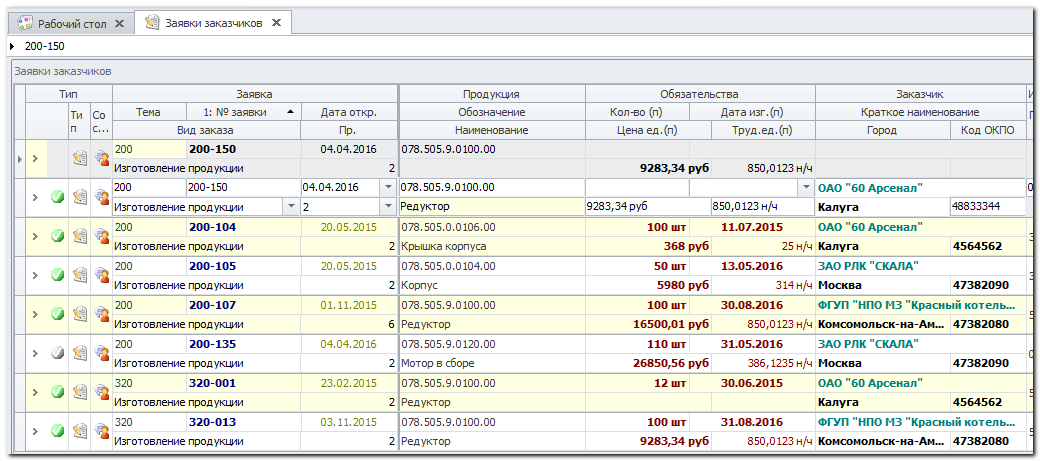 Рабочий стол Заявки заказчиков
200-150
Заявки заказчиков
Тип Заявка Продукция Обязательства Заказчик
Ти п Со с... Тема 1: № заявки Дата откр. Обозначение Кол-во (п) Дата изг.(п) Краткое наименование
Вид заказа Пр. Наименование Цена ед.(п) Труд.ед.(п) Город Код ОКПО
200 200-150 04.04.2016 078.505.9.0100.00
Изготовление продукции 2 9283,34 руб 850,0123 н/ч
200 200-150 04.04.2016 078.505.9.0100.00 ОАО "60 Арсенал"
Изготовление продукции 2 Редуктор 9283,34 руб 850,0123 н/ч Калуга 48833344
200 200-104 20.05.2015 078.505.0.0106.00 100 шт 11.07.2015 ОАО "60 Арсенал"
Изготовление продукции 2 Крышка корпуса 368 руб 25 н/ч Калуга 4564562
200 200-105 20.05.2016 078.505.0.0104.00 50 шт 13.05.2016 ЗАО РЛК "СКАЛА"
Изготовление продукции 2 Корпус 5980 руб 314 н/ч Москва 47382090
200 200-107 01.11.2015 078.505.9.0100.00 100 шт 30.08.2016 ФГУП "НПО МЗ "Красный котель...
Изготовление продукции 6 Редуктор 16500,01 руб 850,0123 н/ч Комсомольск-на-Ам... 47382080
200 200-135 04.04.2016 078.505.9.0120.00 110 шт 31.05.2016 ЗАО РЛК "СКАЛА"
Изготовление продукции 2 Мотор в сборе 26850,56 руб 386,1235 н/ч Москва 47382090
320 320-001 23.02.2015 078.505.9.0100.00 12 шт 30.06.2015 ОАО "60 Арсенал"
Изготовление продукции 2 Редуктор Калуга 4564562
320 320-013 03.11.2015 078.505.9.0100.00 100 шт 31.08.2016 ФГУП "НПО МЗ "Красный котель...
Изготовление продукции 2 Редуктор 9283,34 руб 850,0123 н/ч Комсомольск-на-Ам... 47382080